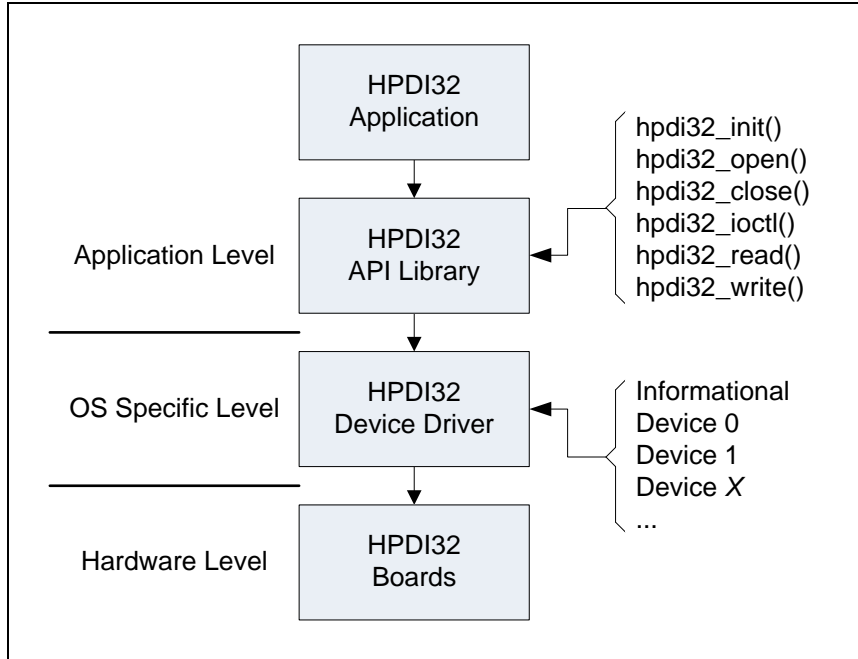 HPDI32
Application
HPDI32
API Library
hpdi32_init()
hpdi32_open()
hpdi32_close()
hpdi32_ioctl()
hpdi32_read()
hpdi32_write()
Application Level
OS Specific Level
HPDI32
Device Driver
Informational
Device 0
Device 1
Device X
...
Hardware Level
HPDI32
Boards